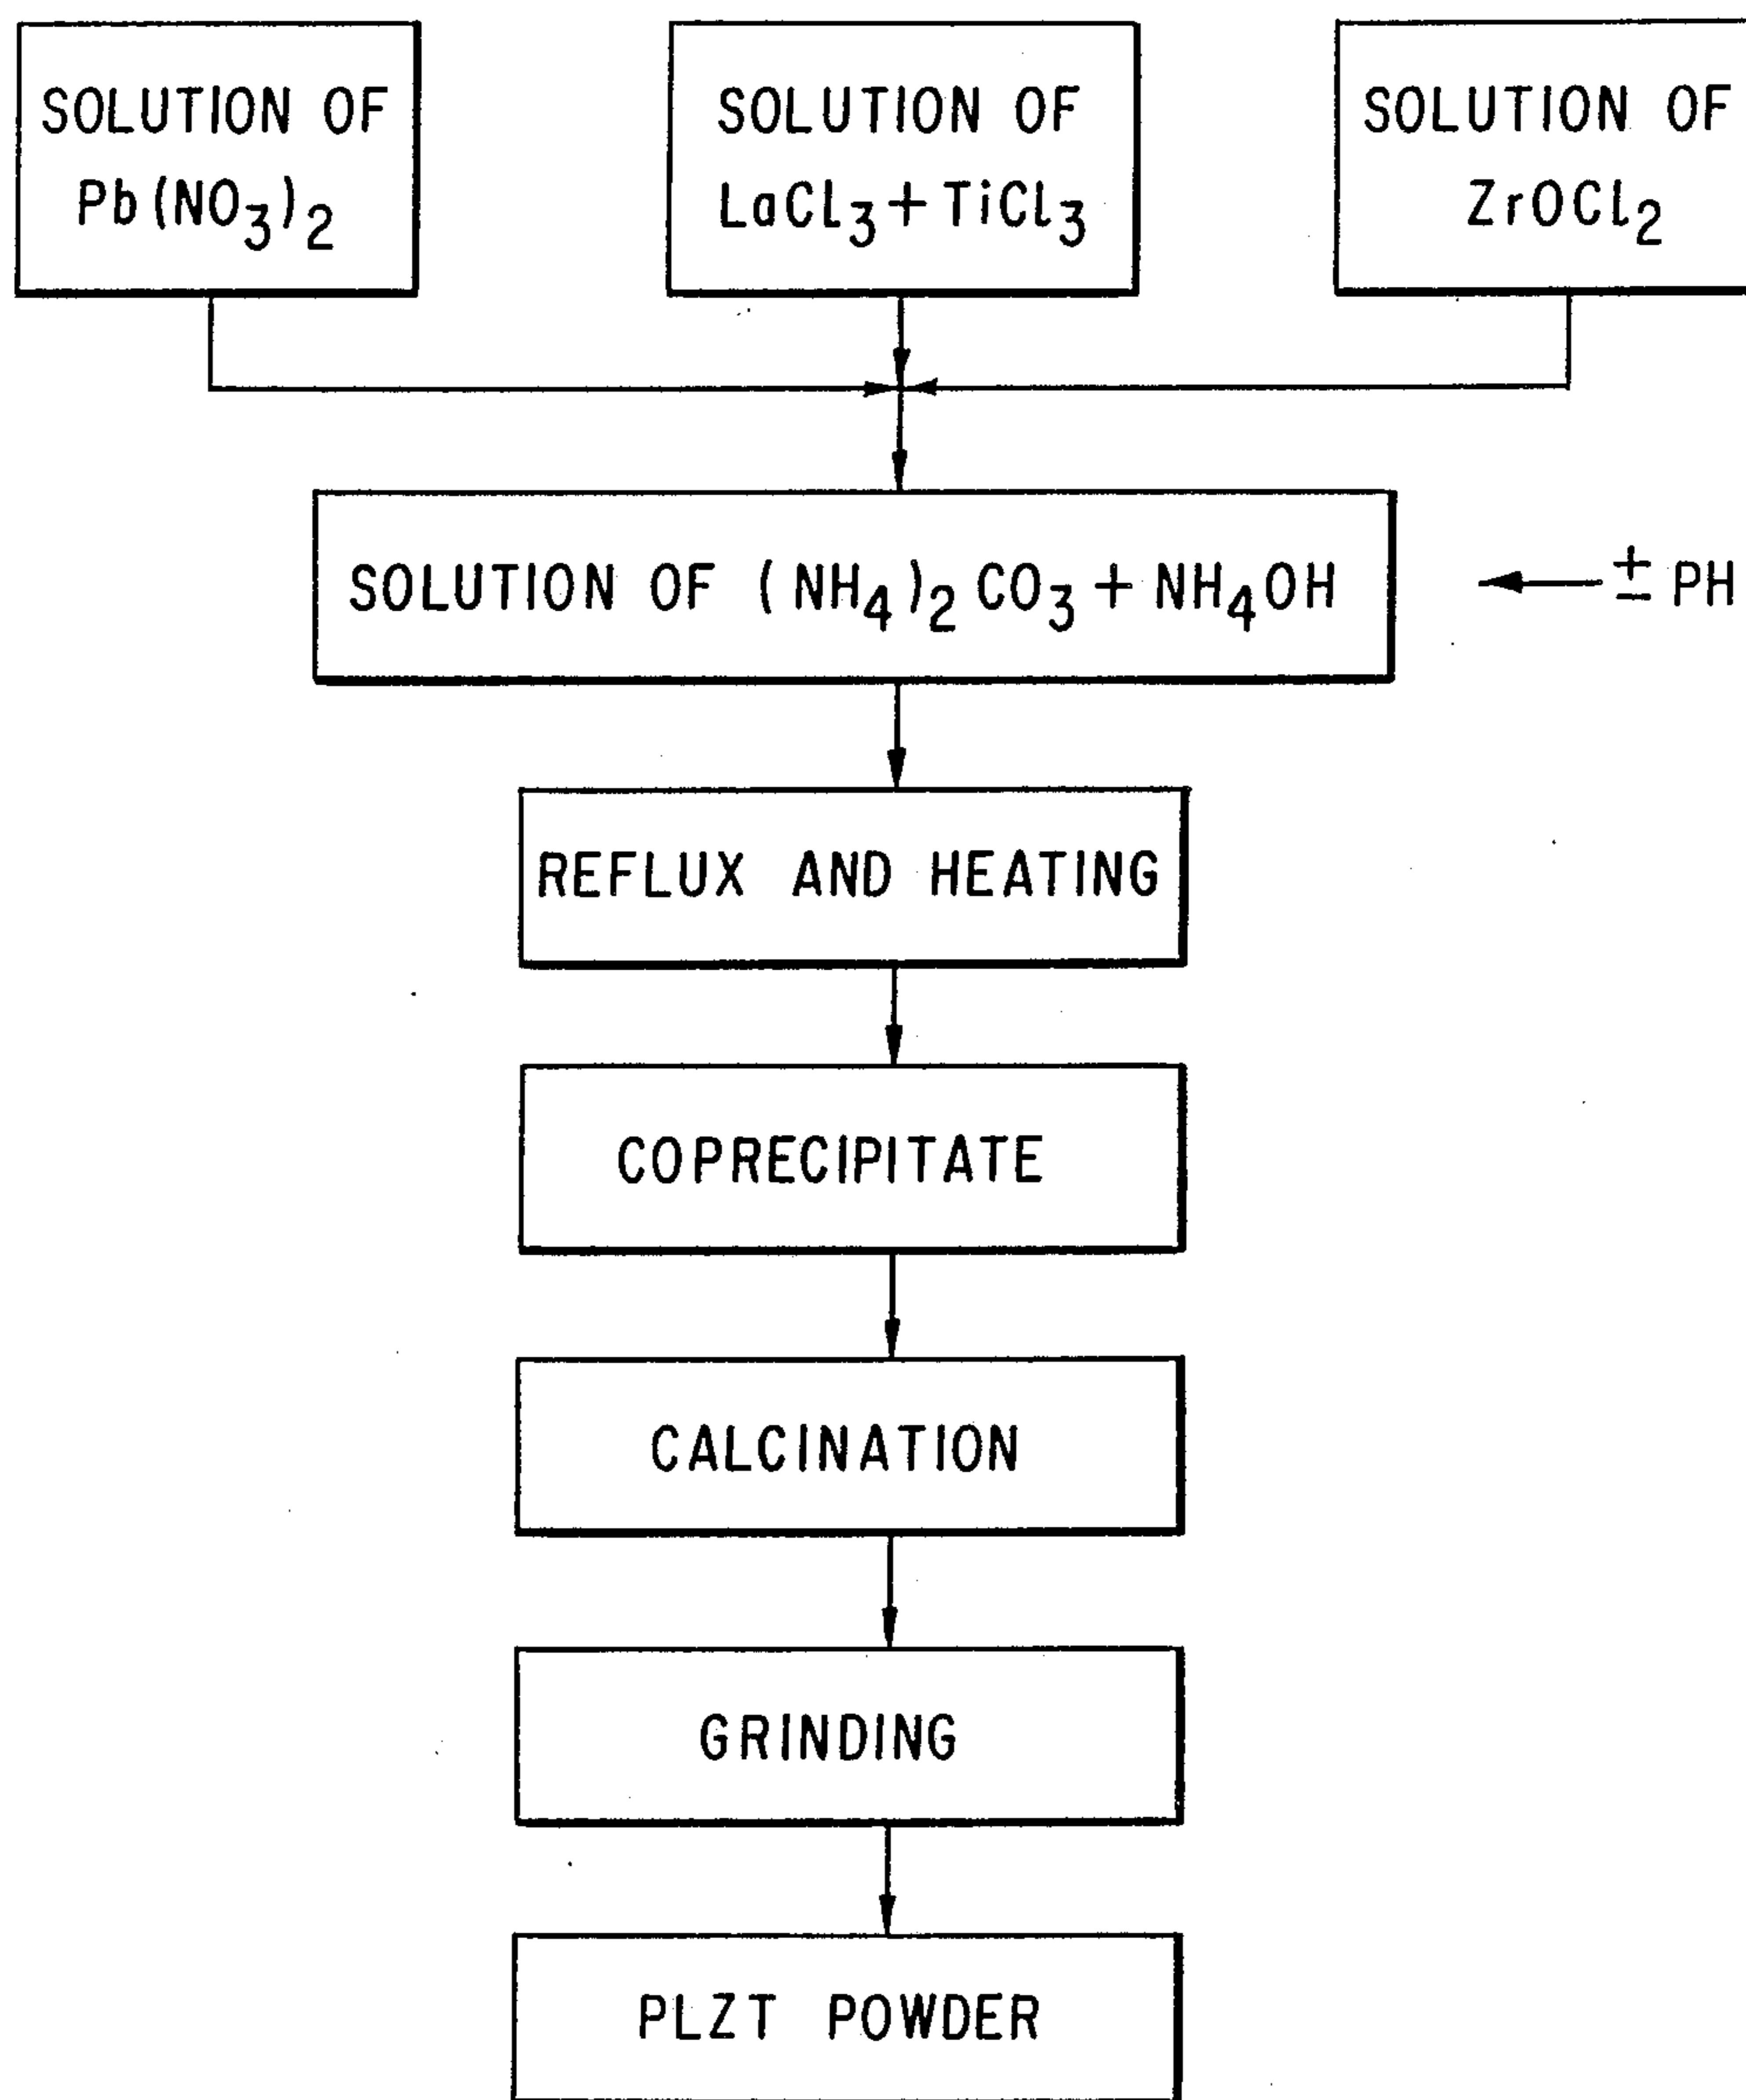 SOLUTION OF
Pb(NO₃)₂
SOLUTION OF
LaCl₃+TiCl₃
SOLUTION OF
ZrOCl₂
SOLUTION OF (NH₄)₂CO₃+NH₄OH
± PH
REFLUX AND HEATING
COPRECIPITATE
CALCINATION
GRINDING
PLZT POWDER